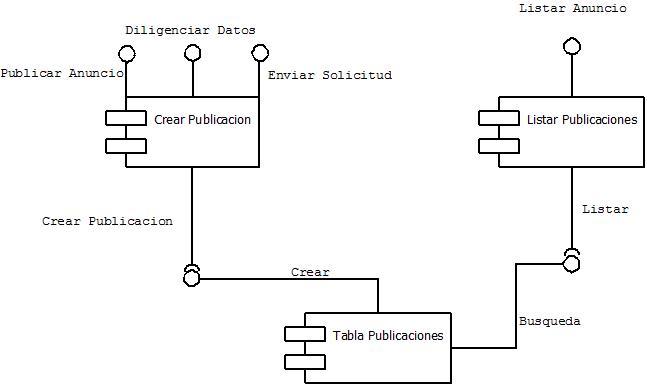 Listar Anuncio
Diligenciar Datos
Publicar Anuncio
Enviar Solicitud
Crear Publicacion
Listar Publicaciones
Crear Publicacion
Listar
Crear
Busqueda
Tabla Publicaciones